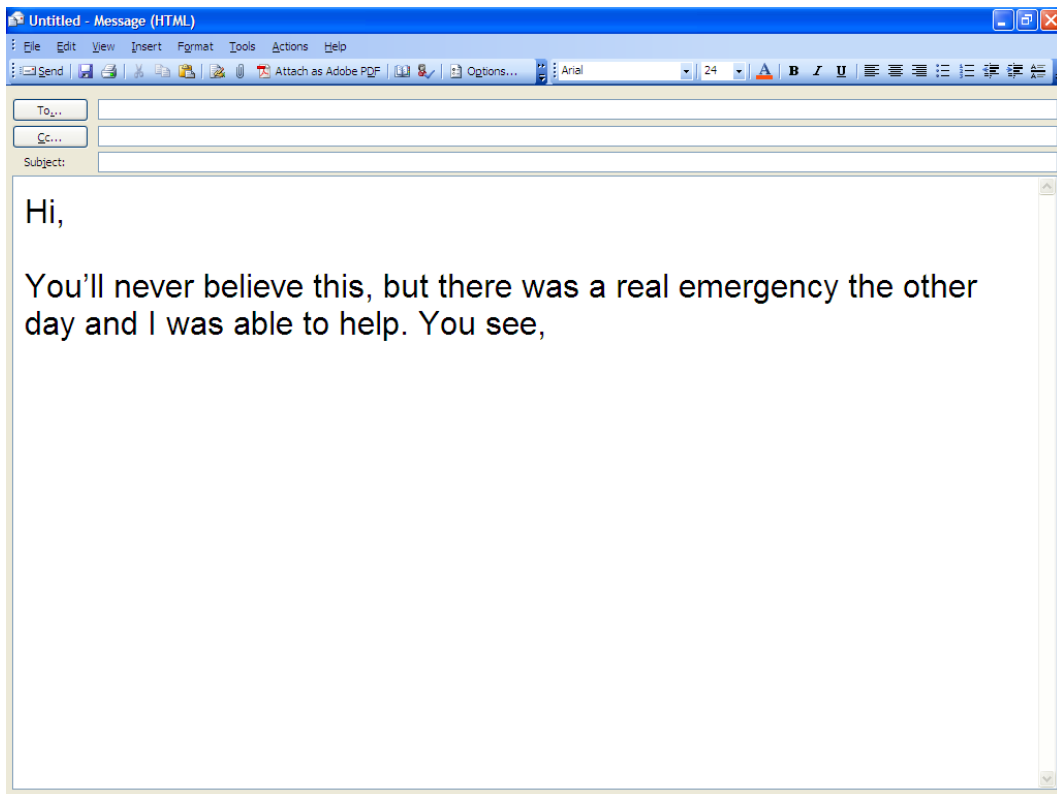 Untitled - Message (HTML)
File Edit View Insert Format Tools Actions Help
Send Attach as Adobe PDF Options... Arial 24 A B I U
To...
Cc...
Subject:
Hi,
You’ll never believe this, but there was a real emergency the other
day and I was able to help. You see,